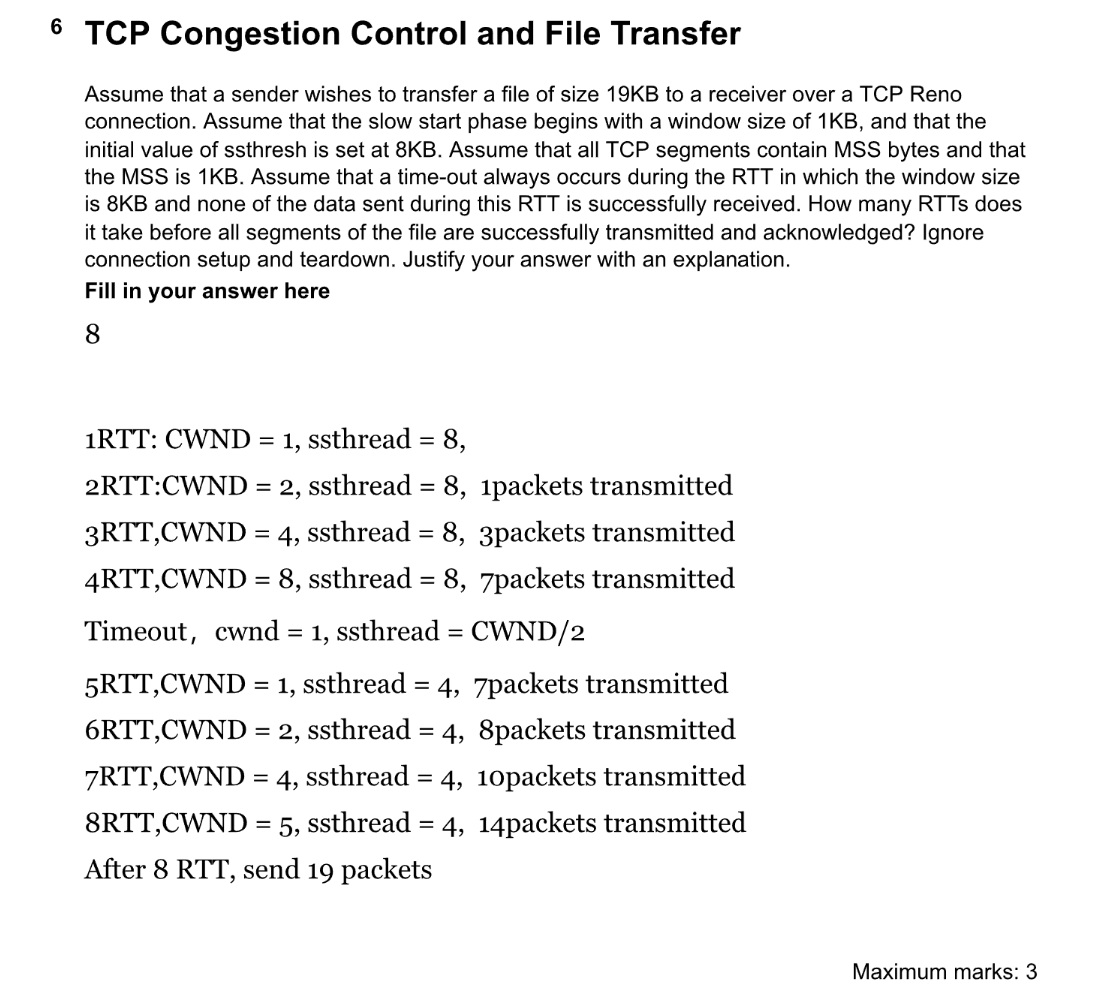 6 TCP Congestion Control and File Transfer
Assume that a sender wishes to transfer a file of size 19KB to a receiver over a TCP Reno
connection. Assume that the slow start phase begins with a window size of 1KB, and that the
initial value of ssthresh is set at 8KB. Assume that all TCP segments contain MSS bytes and that
the MSS is 1KB. Assume that a time-out always occurs during the RTT in which the window size
is 8KB and none of the data sent during this RTT is successfully received. How many RTTs does
it take before all segments of the file are successfully transmitted and acknowledged? Ignore
connection setup and teardown. Justify your answer with an explanation.
Fill in your answer here
8
1RTT: CWND = 1, ssthread = 8,
2RTT:CWND = 2, ssthread = 8, 1packets transmitted
3RTT,CWND = 4, ssthread = 8, 3packets transmitted
4RTT,CWND = 8, ssthread = 8, 7packets transmitted
Timeout，cwnd = 1, ssthread = CWND/2
5RTT,CWND = 1, ssthread = 4, 7packets transmitted
6RTT,CWND = 2, ssthread = 4, 8packets transmitted
7RTT,CWND = 4, ssthread = 4, 10packets transmitted
8RTT,CWND = 5, ssthread = 4, 14packets transmitted
After 8 RTT, send 19 packets
Maximum marks: 3